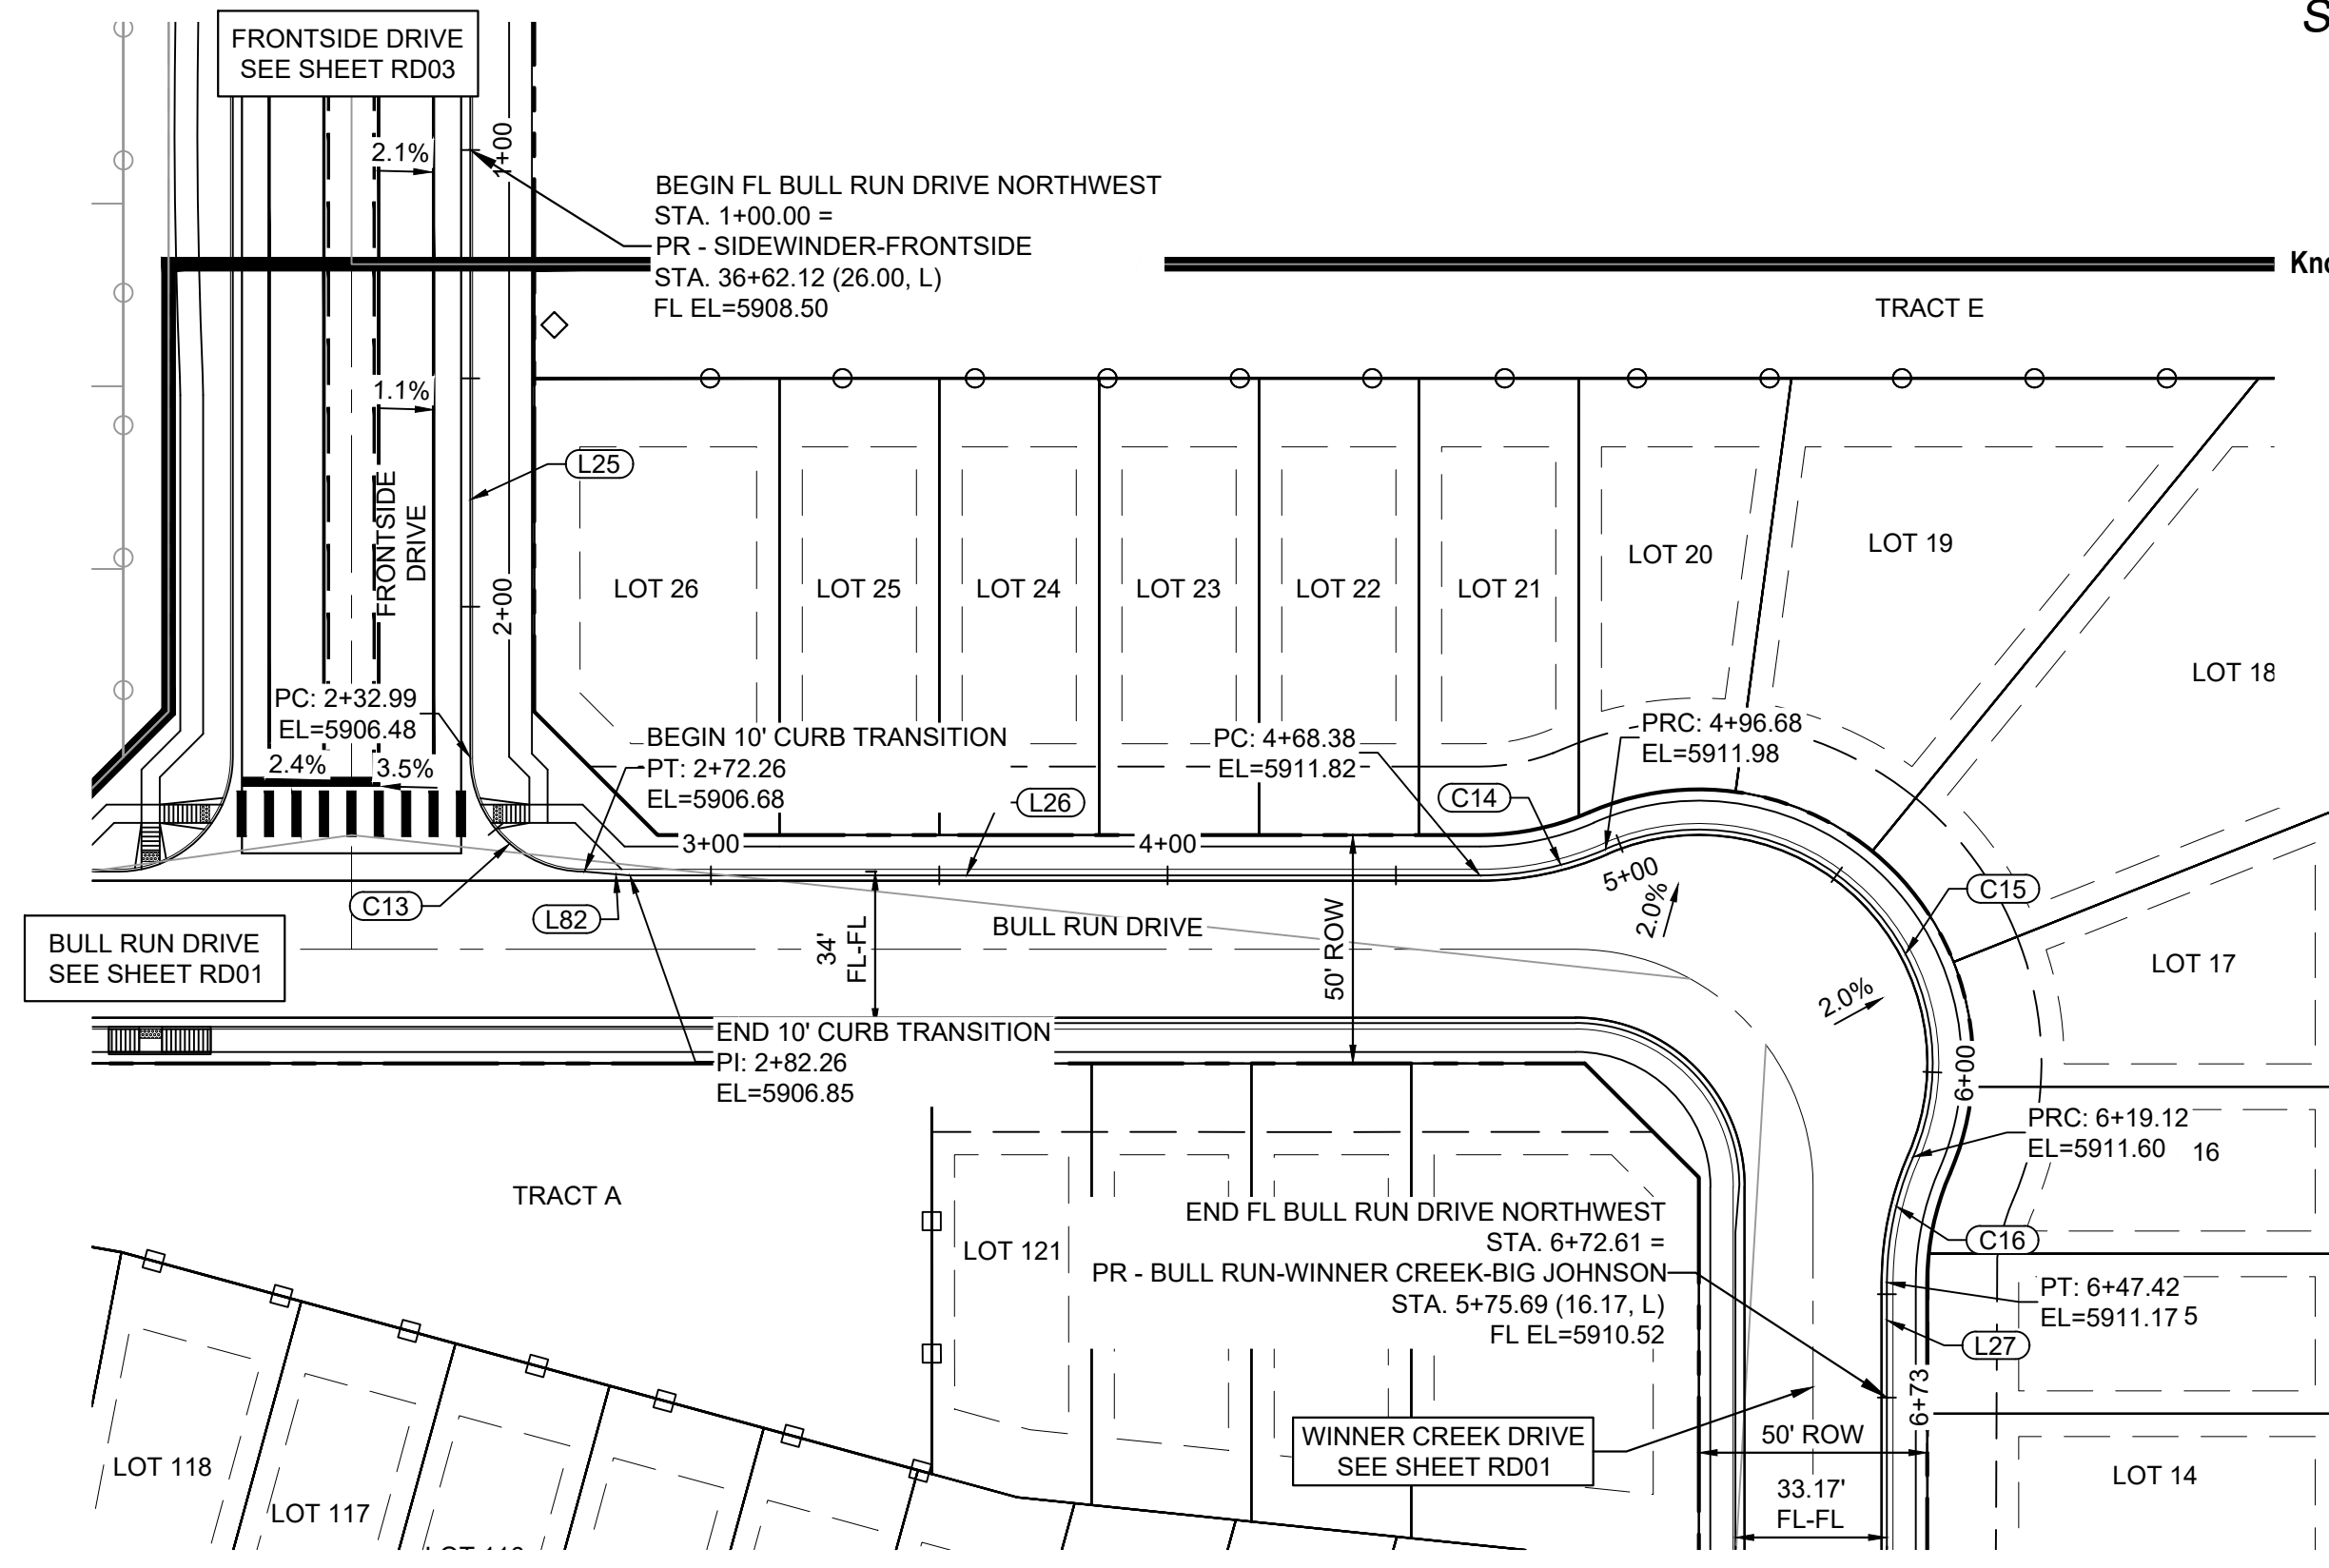 S
FRONTSIDE DRIVE
SEE SHEET RD03
2.1%
1+00
BEGIN FL BULL RUN DRIVE NORTHWEST
STA. 1+00.00 =
PR - SIDEWINDER-FRONTSIDE
STA. 36+62.12 (26.00, L)
FL EL=5908.50
Kno
TRACT E
1.1%
L25
FRONTSIDE
DRIVE
2+00
LOT 26
LOT 25
LOT 24
LOT 23
LOT 22
LOT 21
LOT 20
LOT 19
LOT 18
PC: 2+32.99
EL=5906.48
2.4%
3.5%
BEGIN 10' CURB TRANSITION
PT: 2+72.26
EL=5906.68
L26
PC: 4+68.38
EL=5911.82
C14
PRC: 4+96.68
EL=5911.98
3+00
4+00
5+00
2.0%
C13
L82
C15
BULL RUN DRIVE
SEE SHEET RD01
34'
FL-FL
BULL RUN DRIVE
50' ROW
2.0%
LOT 17
END 10' CURB TRANSITION
PI: 2+82.26
EL=5906.85
6+00
PRC: 6+19.12
EL=5911.60
16
TRACT A
LOT 121
END FL BULL RUN DRIVE NORTHWEST
STA. 6+72.61 =
PR - BULL RUN-WINNER CREEK-BIG JOHNSON
STA. 5+75.69 (16.17, L)
FL EL=5910.52
C16
PT: 6+47.42
EL=5911.17
5
L27
6+73
WINNER CREEK DRIVE
SEE SHEET RD01
50' ROW
33.17'
FL-FL
LOT 14
LOT 118
LOT 117